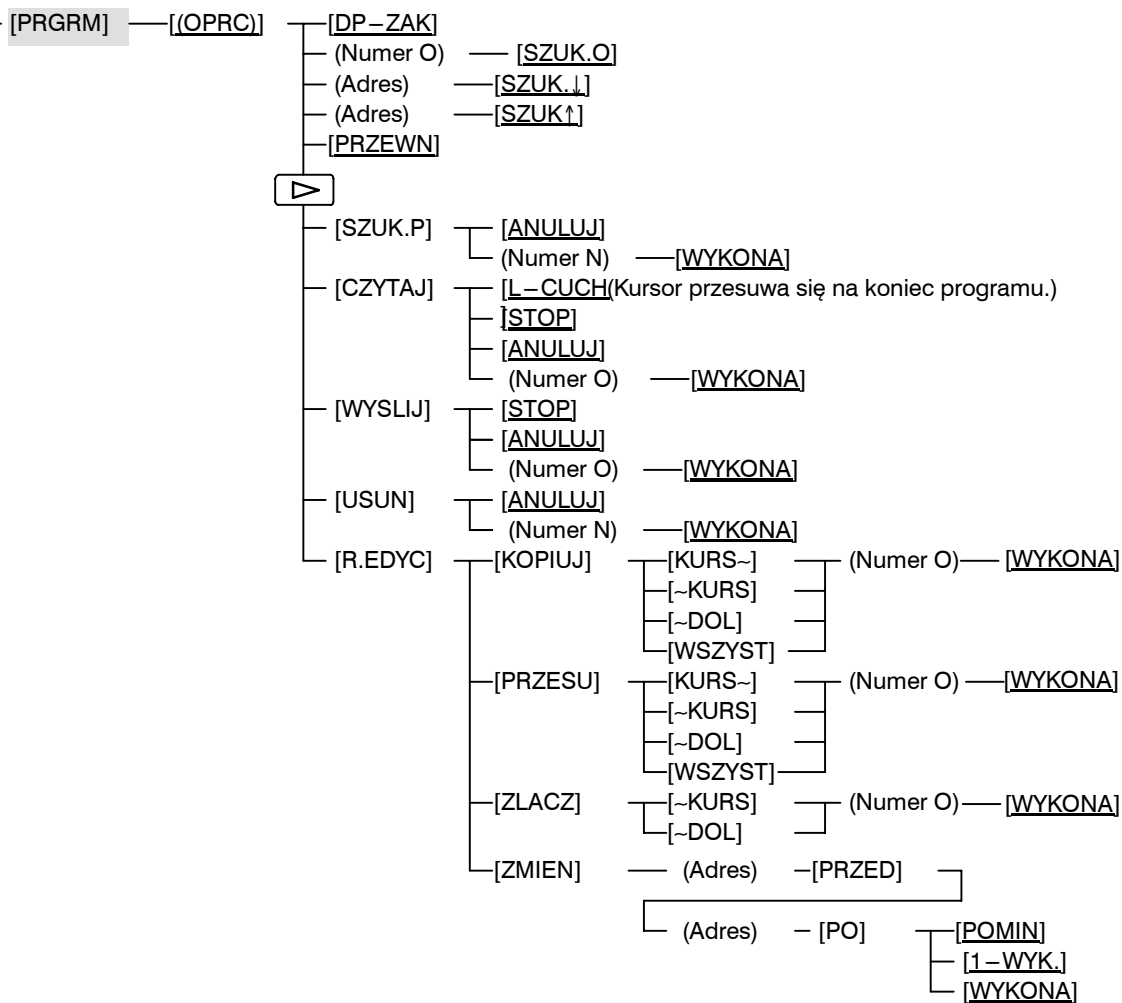 [PRGRM] [(OPRC)] [DP–ZAK]
(Numer O) [SZUK.O]
(Adres) [SZUK.↓]
(Adres) [SZUK↑]
[PRZEWN]
[SZUK.P] [ANULUJ]
(Numer N) [WYKONA]
[CZYTAJ] [L–CUCH(Kursor przesuwa się na koniec programu.)
][STOP]
[ANULUJ]
(Numer O) [WYKONA]
[WYSLIJ] [STOP]
[ANULUJ]
(Numer O) [WYKONA]
[USUN] [ANULUJ]
(Numer N) [WYKONA]
[R.EDYC] [KOPIUJ] [KURS~] (Numer O) [WYKONA]
[~KURS]
[~DOL]
[WSZYST]
[PRZESU] [KURS~] (Numer O) [WYKONA]
[~KURS]
[~DOL]
[WSZYST]
[ZLACZ] [~KURS] (Numer O) [WYKONA]
[~DOL]
[ZMIEN] (Adres) [PRZED]
(Adres) [PO] [POMIN]
[1–WYK.]
[WYKONA]